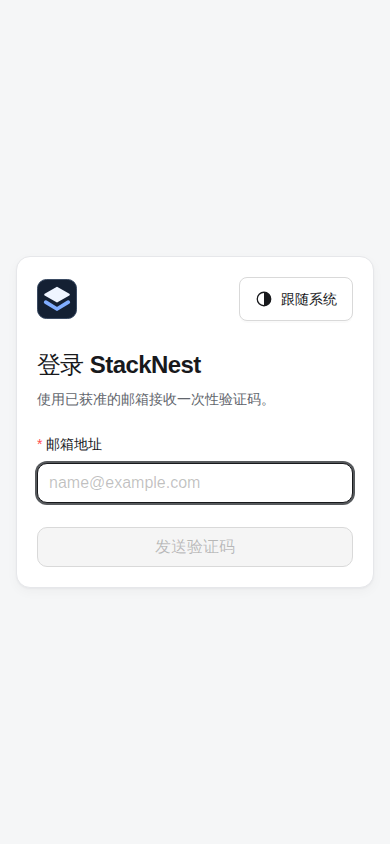 跟随系统
登录 StackNest
使用已获准的邮箱接收一次性验证码。
* 邮箱地址
name@example.com
发送验证码